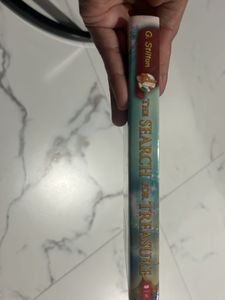 G. Stilton
THE SEARCH FOR TREASURE